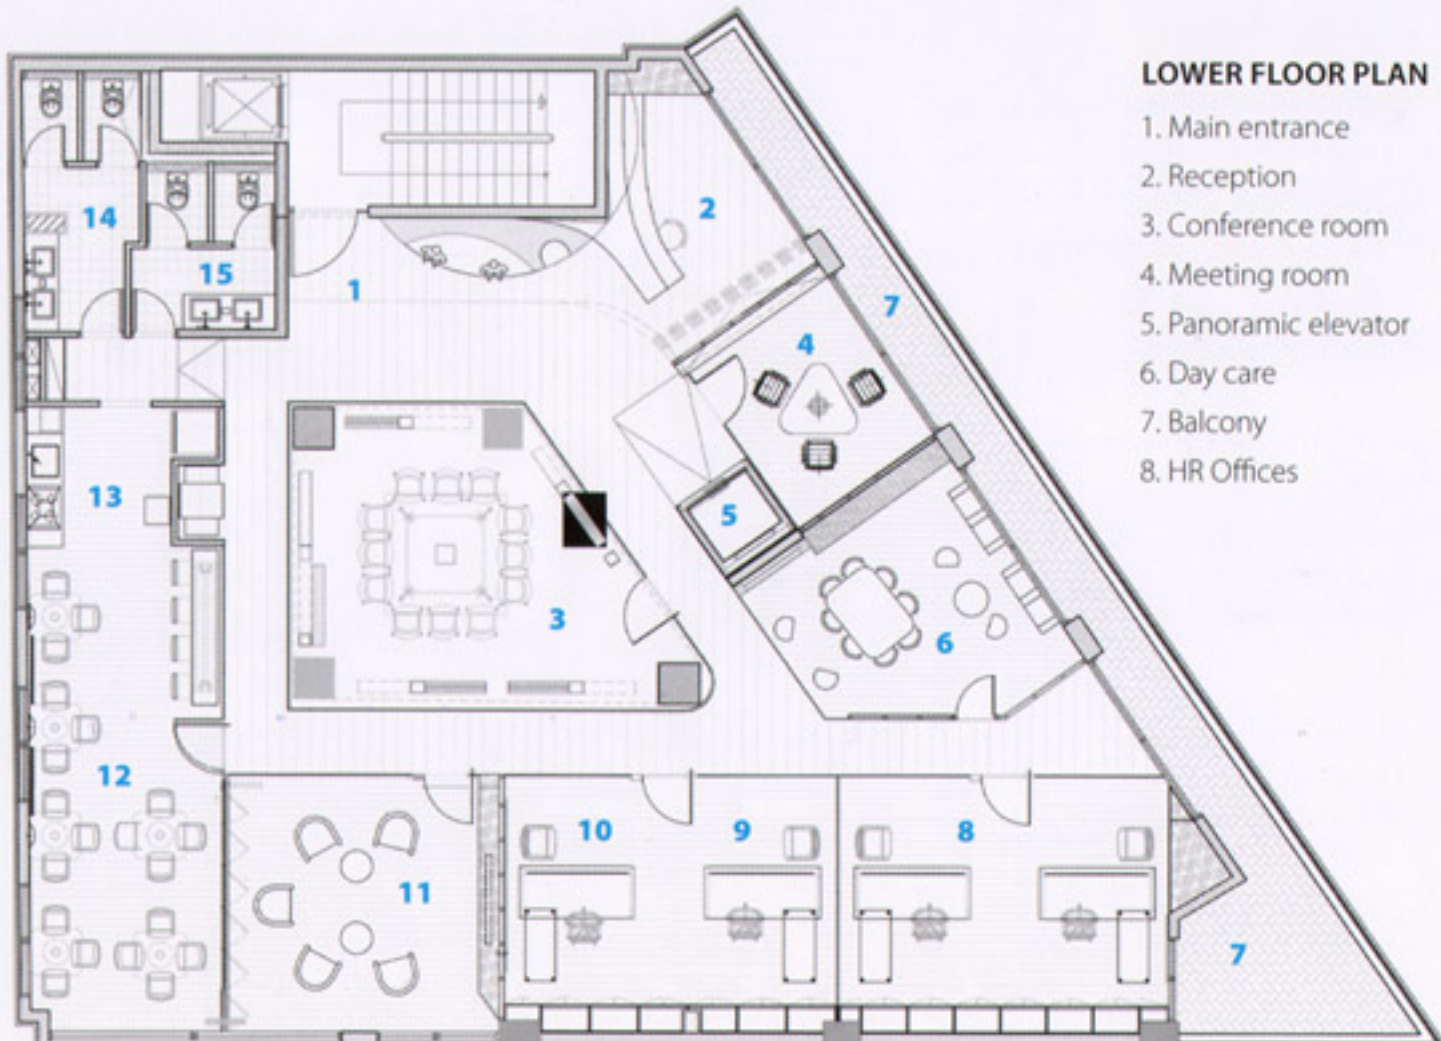 LOWER FLOOR PLAN
1. Main entrance
2. Reception
3. Conference room
4. Meeting room
5. Panoramic elevator
6. Day care
7. Balcony
8. HR Offices
14
2
15
1
7
4
13
5
3
6
12
10
9
8
11
7